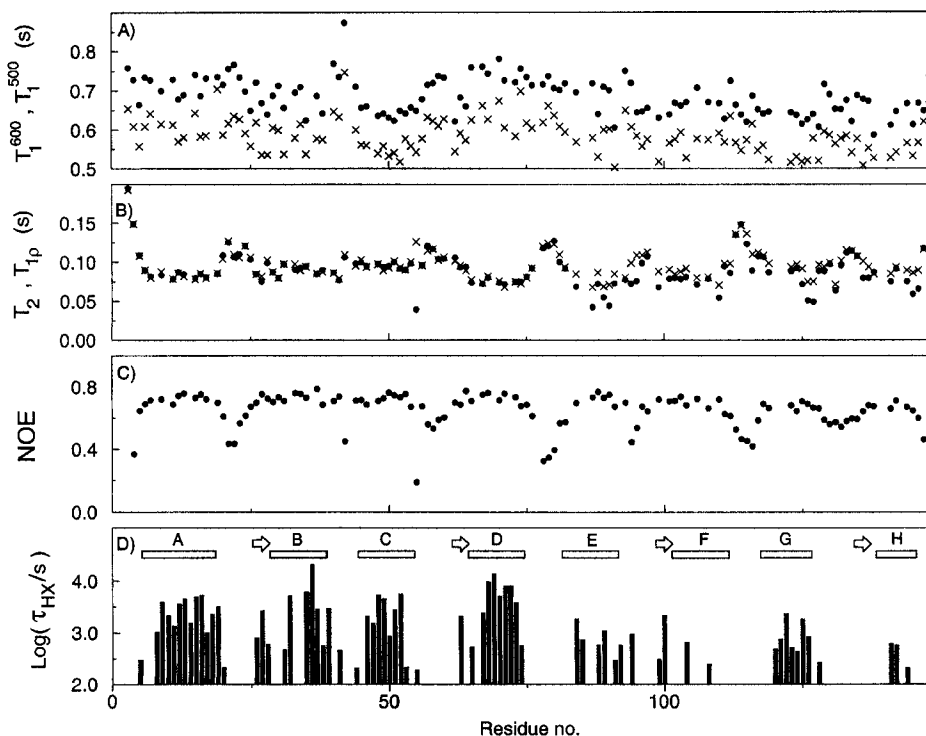 A)
T₁⁶⁰⁰ , T₁⁵⁰⁰ (s)
0.9
0.8
0.7
0.6
0.5
B)
T₂ , T₁ρ (s)
0.15
0.10
0.05
0.00
C)
NOE
0.8
0.4
0.0
D)
A B C D E F G H
Log( τHX/s)
4.0
3.0
2.0
0 50 100
Residue no.